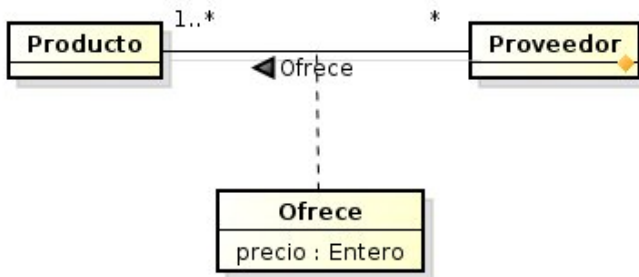 1..* *
Producto Proveedor
Ofrece
Ofrece
precio : Entero